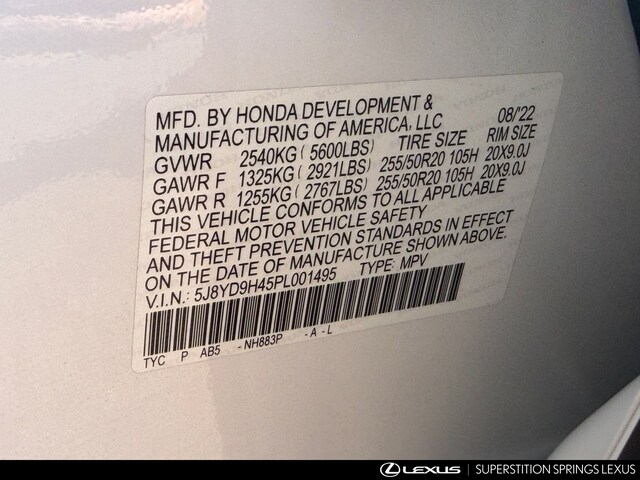 MFD. BY HONDA DEVELOPMENT &
MANUFACTURING OF AMERICA, LLC 08/22
GVWR 2540KG ( 5600LBS) TIRE SIZE RIM SIZE
GAWR F 1325KG ( 2921LBS) 255/50R20 105H 20X9.0J
GAWR R 1255KG ( 2767LBS) 255/50R20 105H 20X9.0J
THIS VEHICLE CONFORMS TO ALL APPLICABLE
FEDERAL MOTOR VEHICLE SAFETY
AND THEFT PREVENTION STANDARDS IN EFFECT
ON THE DATE OF MANUFACTURE SHOWN ABOVE.
V.I.N.: 5J8YD9H45PL001495 TYPE: MPV
TYC P AB5 - NH883P - A - L
LEXUS | SUPERSTITION SPRINGS LEXUS